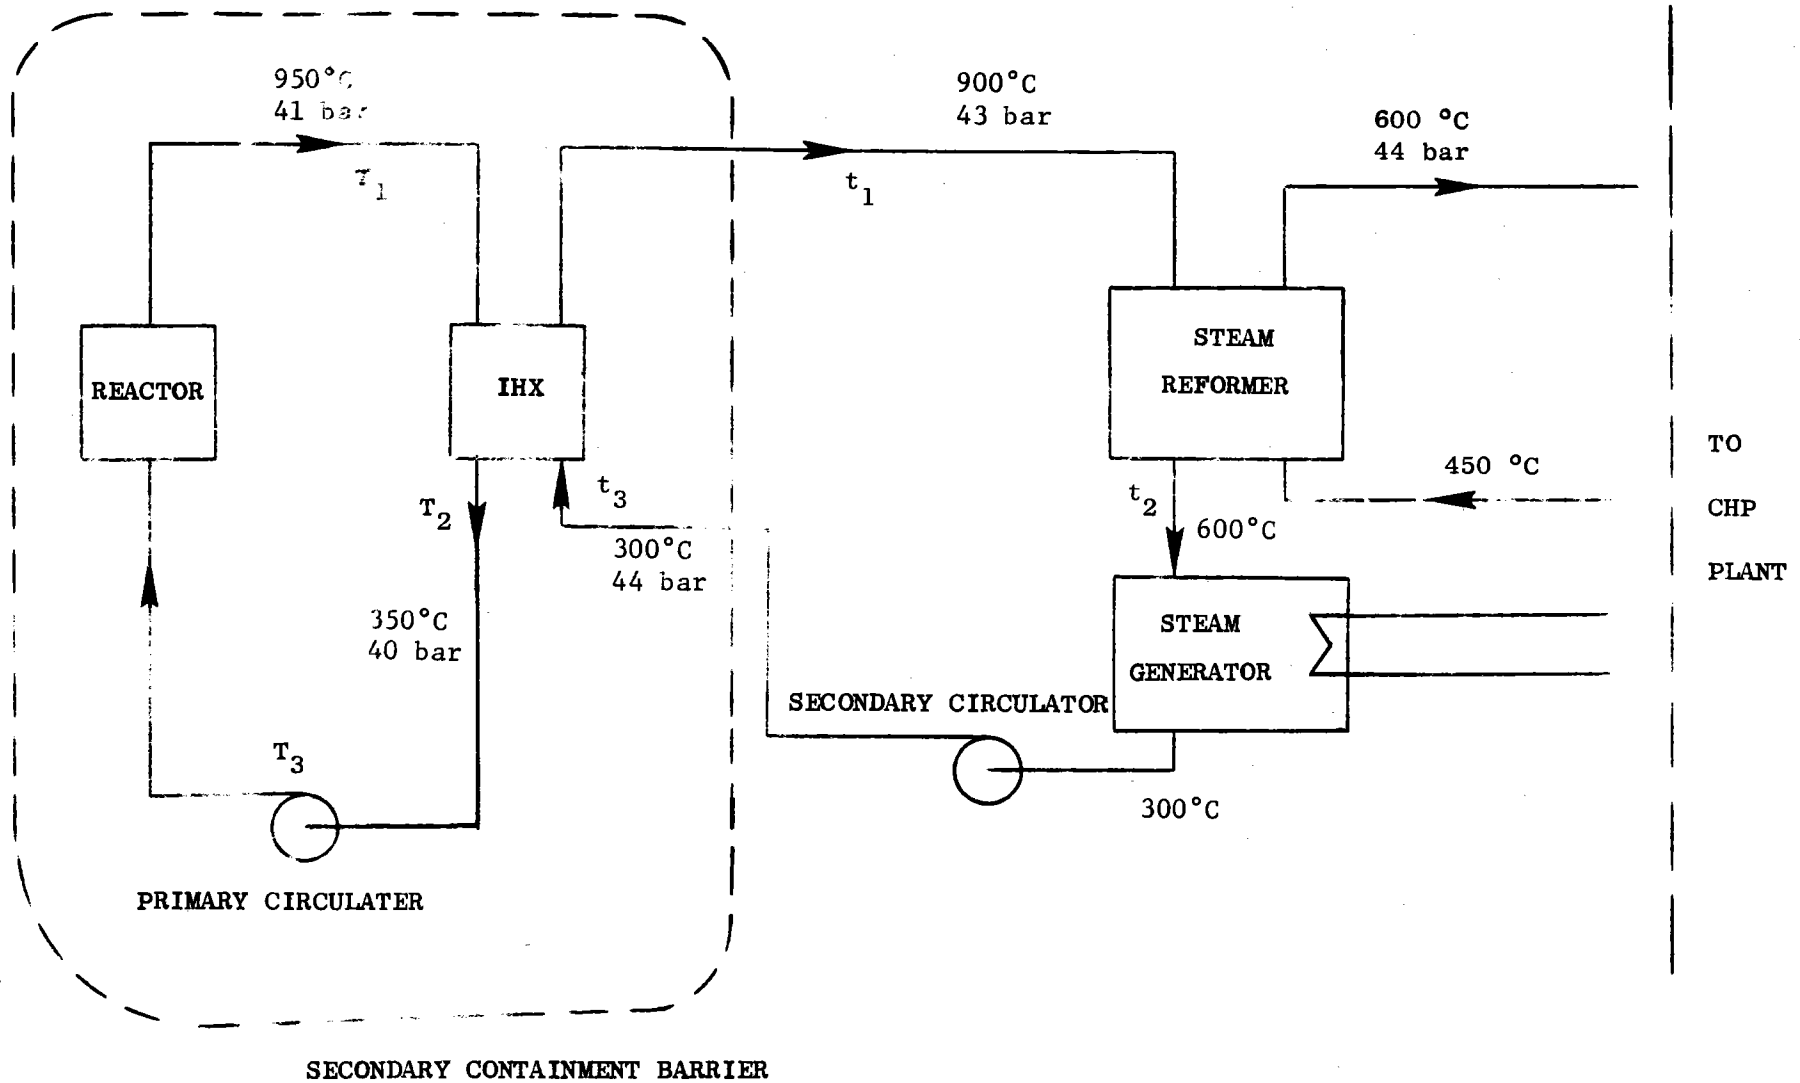 950°C
41 bar
T₁
900°C
43 bar
t₁
600 °C
44 bar
REACTOR
IHX
STEAM
REFORMER
TO
CHP
PLANT
450 °C
t₃
T₂
t₂
600°C
300°C
44 bar
350°C
40 bar
STEAM
GENERATOR
SECONDARY CIRCULATOR
T₃
300°C
PRIMARY CIRCULATER
SECONDARY CONTAINMENT BARRIER